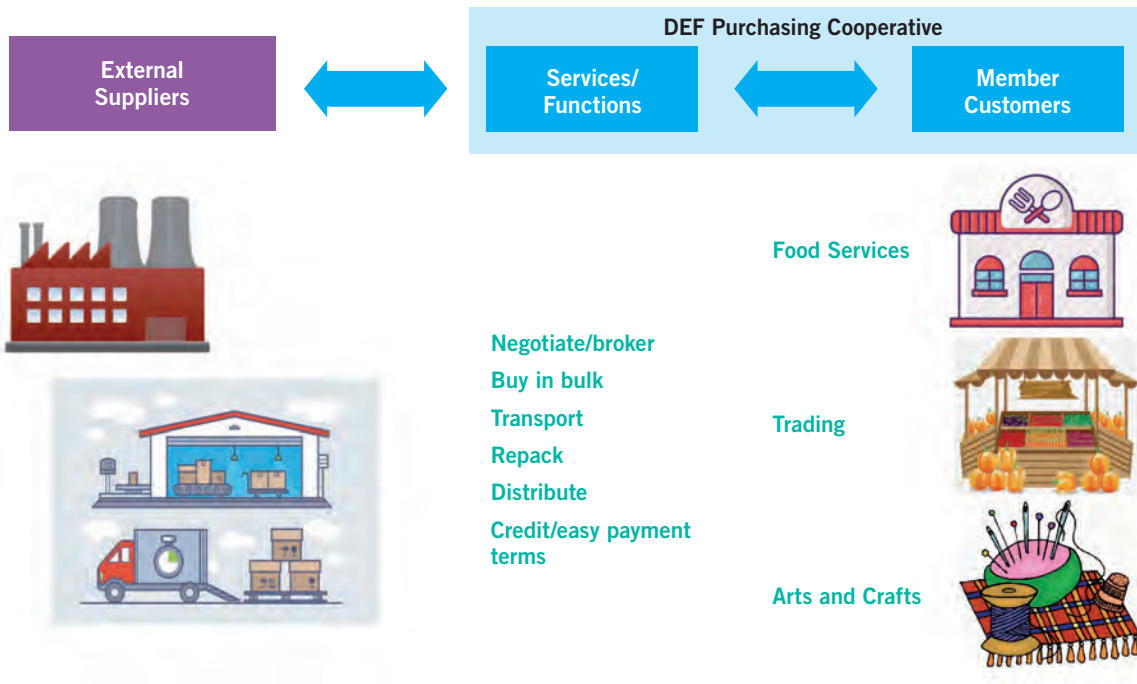 DEF Purchasing Cooperative
External
Suppliers
Services/
Functions
Member
Customers
Food Services
Negotiate/broker
Buy in bulk
Transport
Repack
Distribute
Credit/easy payment
terms
Trading
Arts and Crafts